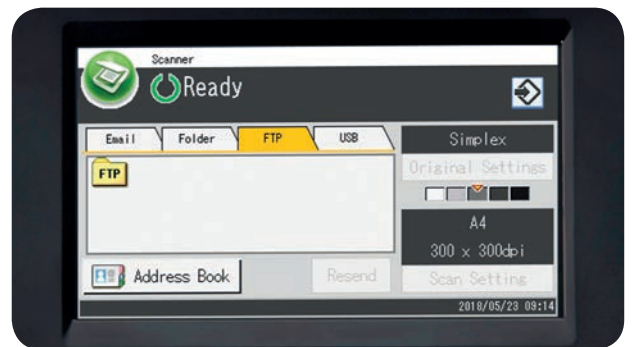 Scanner
Ready
Email Folder FTP USB
FTP
Address Book
Resend
Simplex
Original Settings
A4
300 x 300dpi
Scan Setting
2018/05/23 09:14